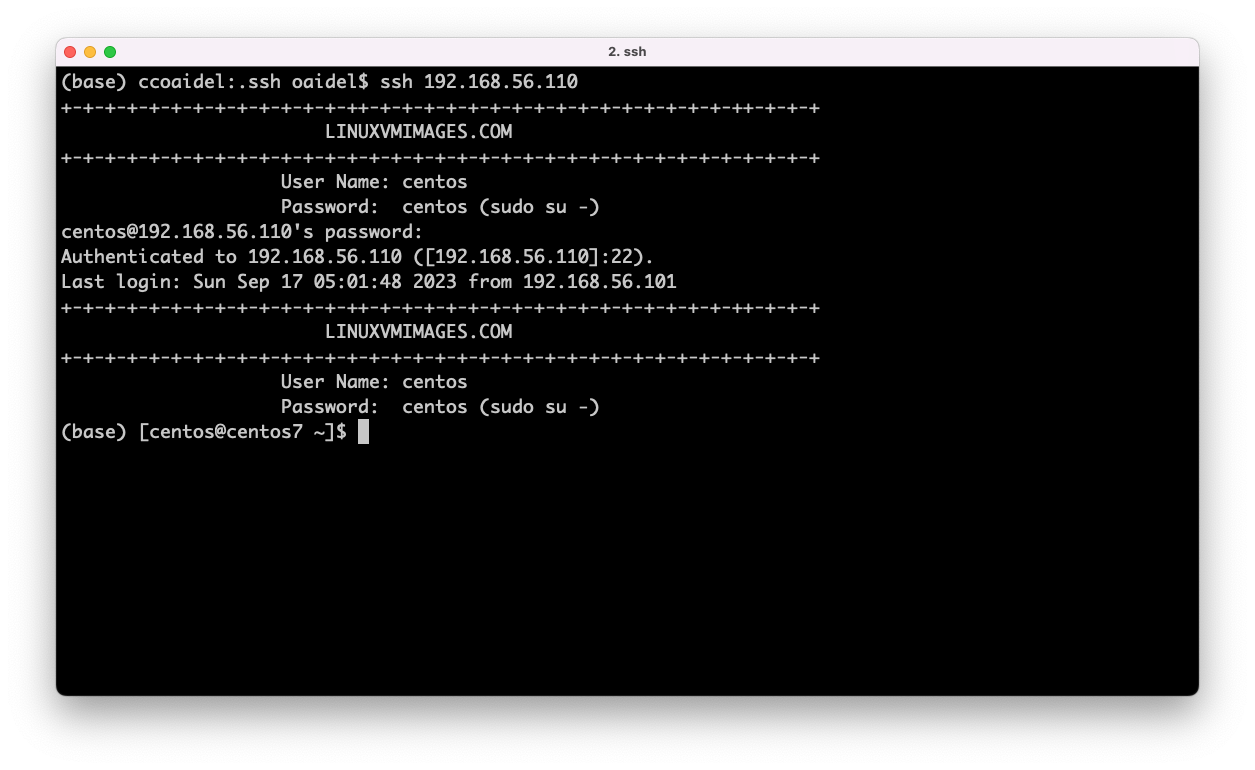 2. ssh
(base) ccoaidel:.ssh oaidel$ ssh 192.168.56.110
+-+-+-+-+-+-+-+-+-+-+-+-+-++-+-+-+-+-+-+-+-+-+-+-+-+-+-+-+-++-+-+-+-+
LINUXVMIMAGES.COM
+-+-+-+-+-+-+-+-+-+-+-+-+-+-+-+-+-+-+-+-+-+-+-+-+-+-+-+-+-+-+-+-+-+-+
User Name: centos
Password:  centos (sudo su -)
centos@192.168.56.110's password:
Authenticated to 192.168.56.110 ([192.168.56.110]:22).
Last login: Sun Sep 17 05:01:48 2023 from 192.168.56.101
+-+-+-+-+-+-+-+-+-+-+-+-+-++-+-+-+-+-+-+-+-+-+-+-+-+-+-+-+-++-+-+-+-+
LINUXVMIMAGES.COM
+-+-+-+-+-+-+-+-+-+-+-+-+-+-+-+-+-+-+-+-+-+-+-+-+-+-+-+-+-+-+-+-+-+-+
User Name: centos
Password:  centos (sudo su -)
(base) [centos@centos7 ~]$